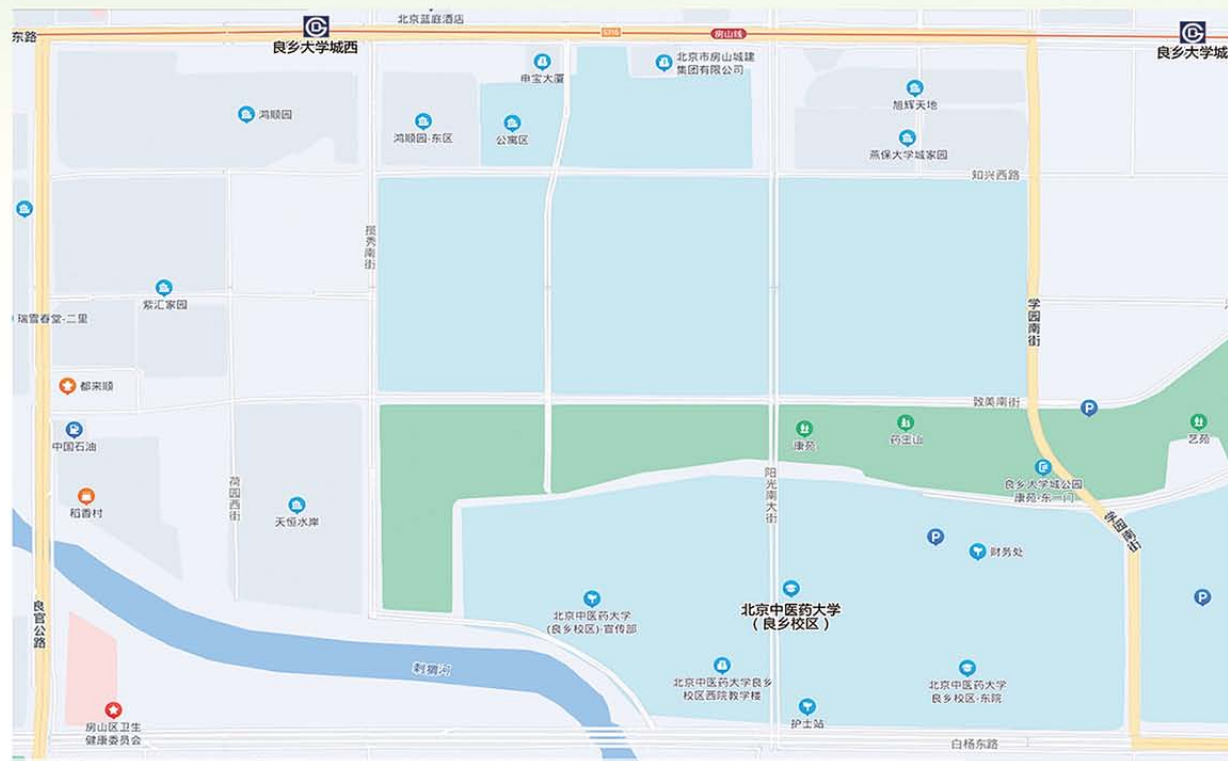 北京蓝庭酒店
东路
良乡大学城西
S316
房山线
良乡大学城
申宝大厦
北京市房山城建
集团有限公司
旭辉天地
鸿顺园
鸿顺园-东区
公寓区
燕保大学城家园
知兴西路
揽秀南街
紫汇家园
瑞雪春堂-二里
学园南街
都来顺
致美南街
P
中国石油
康苑
药王山
艺苑
荷园西街
阳光南大街
良乡大学城公园
康苑-东一门
稻香村
天恒水岸
学园南街
P
财务处
良官公路
北京中医药大学
(良乡校区)-宣传部
北京中医药大学
(良乡校区)
P
刺猬河
北京中医药大学良乡
校区西院教学楼
北京中医药大学
良乡校区-东院
护士站
房山区卫生
健康委员会
白杨东路